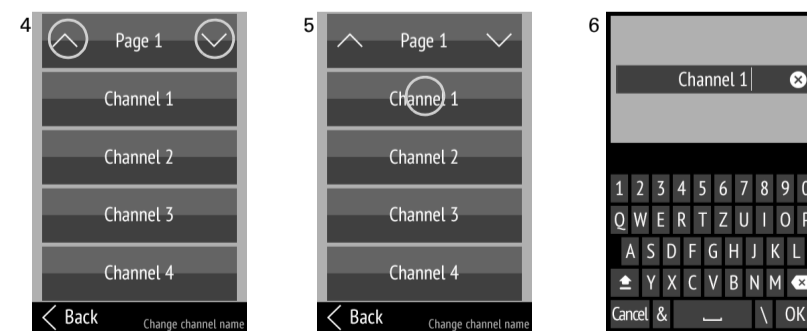 4
Page 1
Channel 1
Channel 2
Channel 3
Channel 4
Back
Change channel name
5
Page 1
Channel 1
Channel 2
Channel 3
Channel 4
Back
Change channel name
6
Channel 1
1 2 3 4 5 6 7 8 9 0
Q W E R T Z U I O P
A S D F G H J K L
Y X C V B N M
Cancel & \ OK